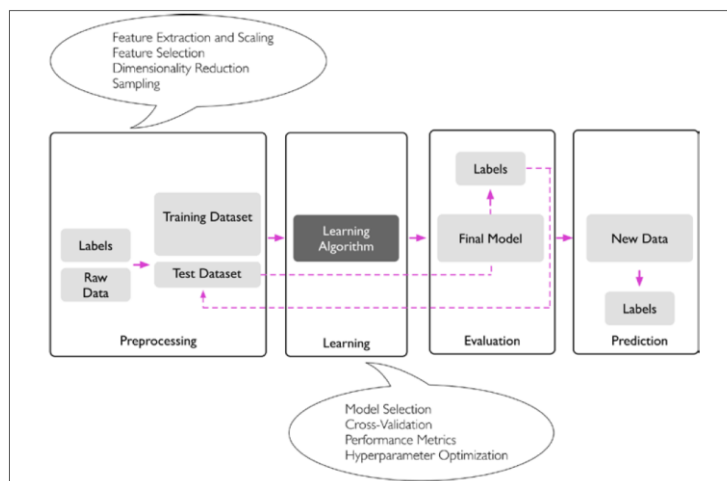 Feature Extraction and Scaling
Feature Selection
Dimensionality Reduction
Sampling
Labels
Raw
Data
Training Dataset
Test Dataset
Preprocessing
Learning
Algorithm
Learning
Labels
Final Model
Evaluation
New Data
Labels
Prediction
Model Selection
Cross-Validation
Performance Metrics
Hyperparameter Optimization